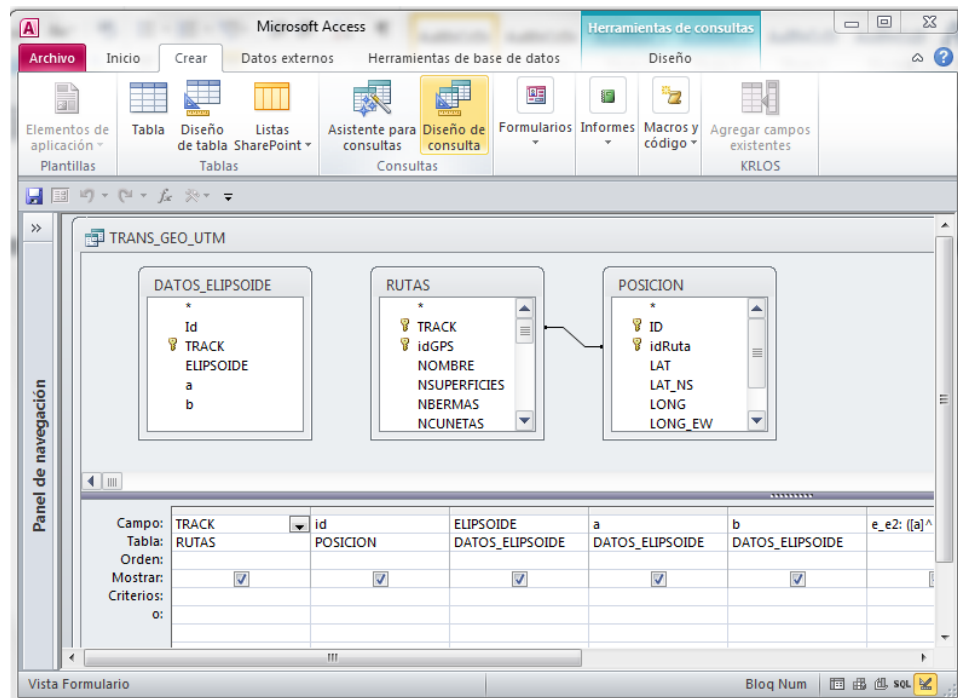 Microsoft Access
Herramientas de consultas
Archivo Inicio Crear Datos externos Herramientas de base de datos Diseño
Elementos de aplicación
Tabla
Diseño de tabla
Listas SharePoint
Asistente para consultas
Diseño de consulta
Formularios
Informes
Macros y código
Agregar campos existentes
Plantillas Tablas Consultas KRLOS
Panel de navegación
TRANS_GEO_UTM
DATOS_ELIPSOIDE
*
Id
TRACK
ELIPSOIDE
a
b
RUTAS
*
TRACK
idGPS
NOMBRE
NSUPERFICIES
NBERMAS
NCUNETAS
POSICION
*
ID
idRuta
LAT
LAT_NS
LONG
LONG_EW
Campo: TRACK id ELIPSOIDE a b e_e2: ([a]^
Tabla: RUTAS POSICION DATOS_ELIPSOIDE DATOS_ELIPSOIDE DATOS_ELIPSOIDE
Orden:
Mostrar:
Criterios:
o:
Vista Formulario Bloq Num SQL